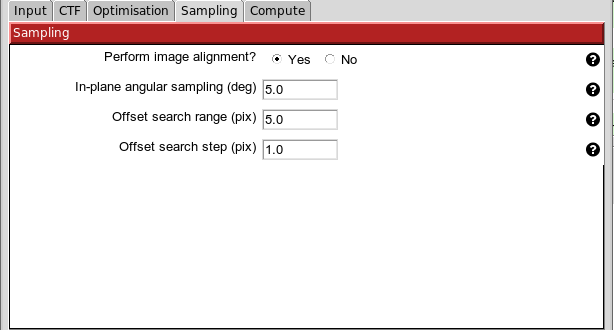 Input CTF Optimisation Sampling Compute
Sampling
Perform image alignment? Yes No ?
In-plane angular sampling (deg) 5.0 ?
Offset search range (pix) 5.0 ?
Offset search step (pix) 1.0 ?